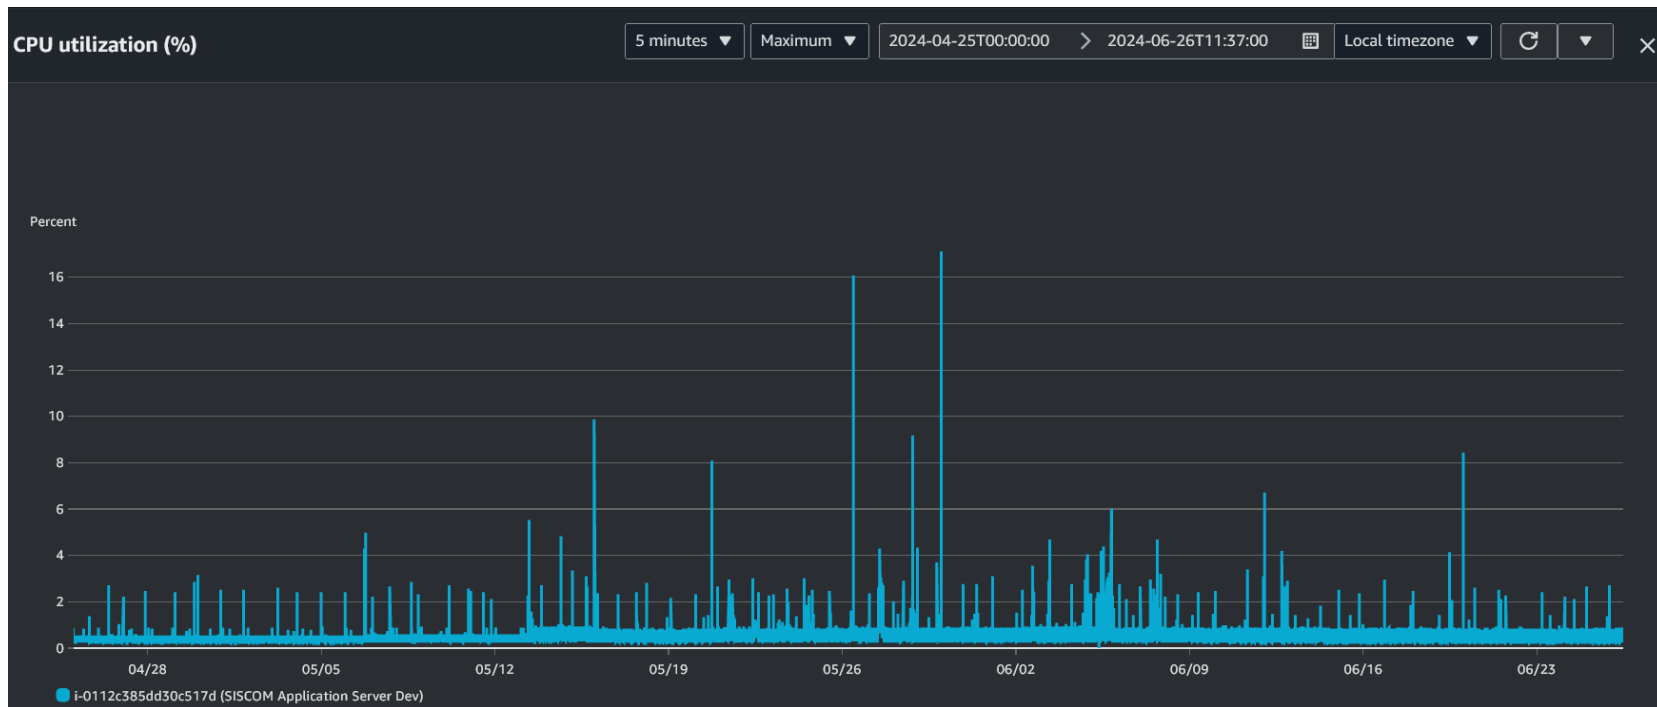 CPU utilization (%)
5 minutes
Maximum
2024-04-25T00:00:00
2024-06-26T11:37:00
Local timezone
Percent
16
14
12
10
8
6
4
2
0
04/28 05/05 05/12 05/19 05/26 06/02 06/09 06/16 06/23
i-0112c385dd30c517d (SISCOM Application Server Dev)